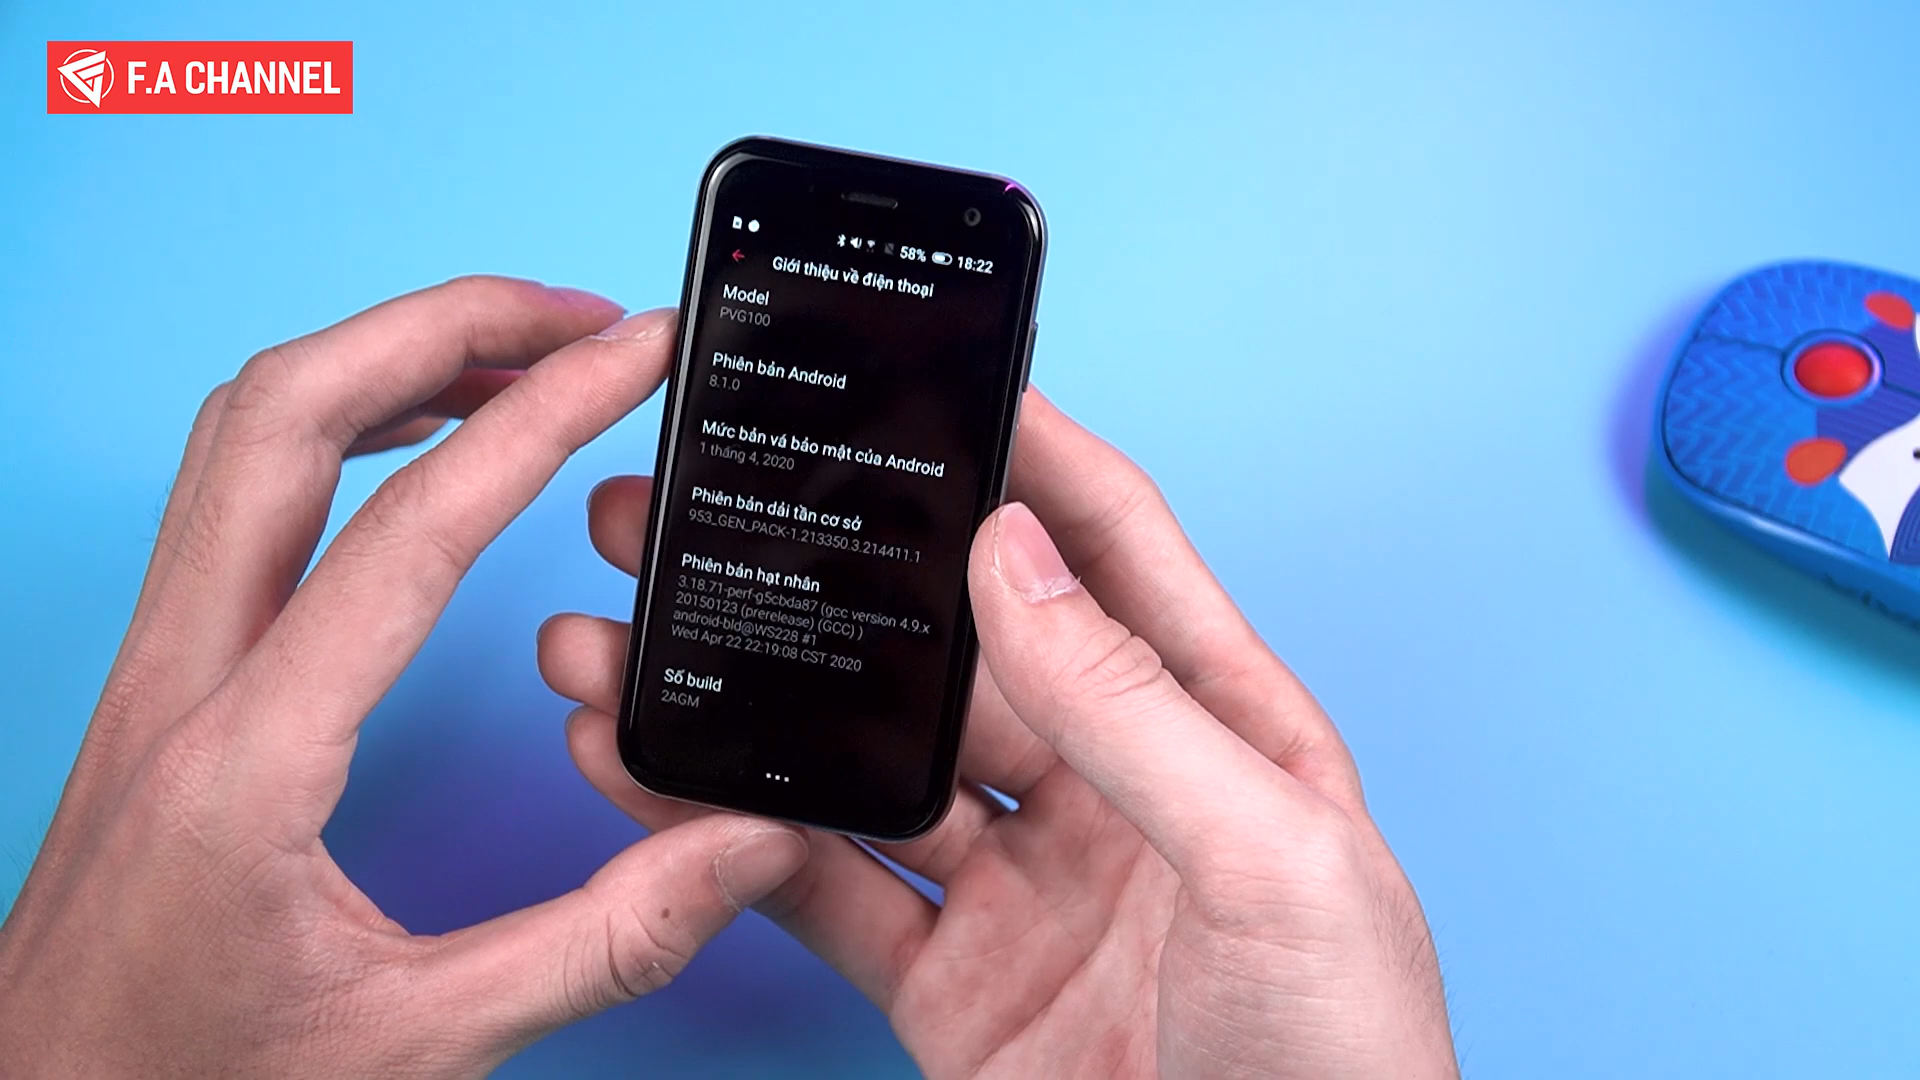 F.A CHANNEL
58% 18:22
Giới thiệu về điện thoại
Model
PVG100
Phiên bản Android
8.1.0
Mức bản vá bảo mật của Android
1 tháng 4, 2020
Phiên bản dải tần cơ sở
953_GEN_PACK-1.213350.3.214411.1
Phiên bản hạt nhân
3.18.71-perf-g5cbda87 (gcc version 4.9.x
20150123 (prerelease) (GCC) )
android-bld@WS228 #1
Wed Apr 22 22:19:08 CST 2020
Số build
2AGM